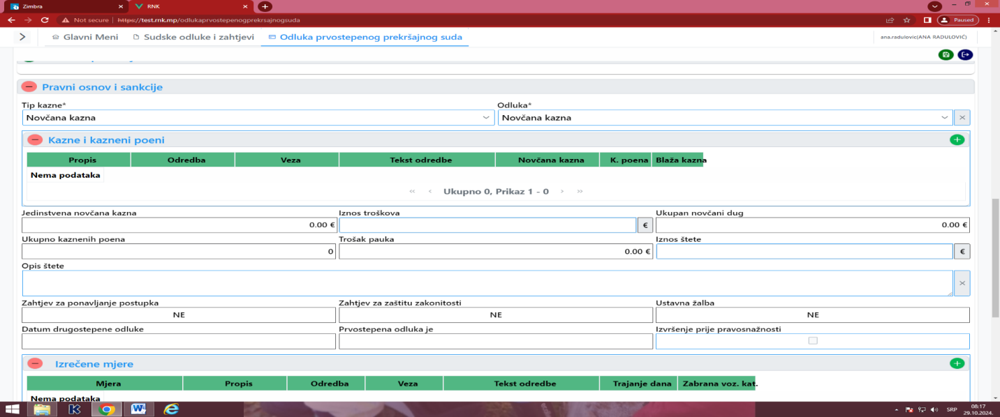 Zimbra
RNK
Not secure | https://test.rnk.mp/odlukaprvostepenogprekrsajnogsuda
Paused
Glavni Meni
Sudske odluke i zahtjevi
Odluka prvostepenog prekršajnog suda
ana.radulovic(ANA RADULOVIĆ)
Pravni osnov i sankcije
Tip kazne* Odluka*
Novčana kazna Novčana kazna
Kazne i kazneni poeni
Propis Odredba Veza Tekst odredbe Novčana kazna K. poena Blaža kazna
Nema podataka
« ‹ Ukupno 0, Prikaz 1 - 0 › »
Jedinstvena novčana kazna Iznos troškova Ukupan novčani dug
0.00 € € 0.00 €
Ukupno kaznenih poena Trošak pauka Iznos štete
0 0.00 € €
Opis štete
Zahtjev za ponavljanje postupka Zahtjev za zaštitu zakonitosti Ustavna žalba
NE NE NE
Datum drugostepene odluke Prvostepena odluka je Izvršenje prije pravosnažnosti
Izrečene mjere
Mjera Propis Odredba Veza Tekst odredbe Trajanje dana Zabrana voz. kat.
Nema podataka
SRP
08:17
29.10.2024.